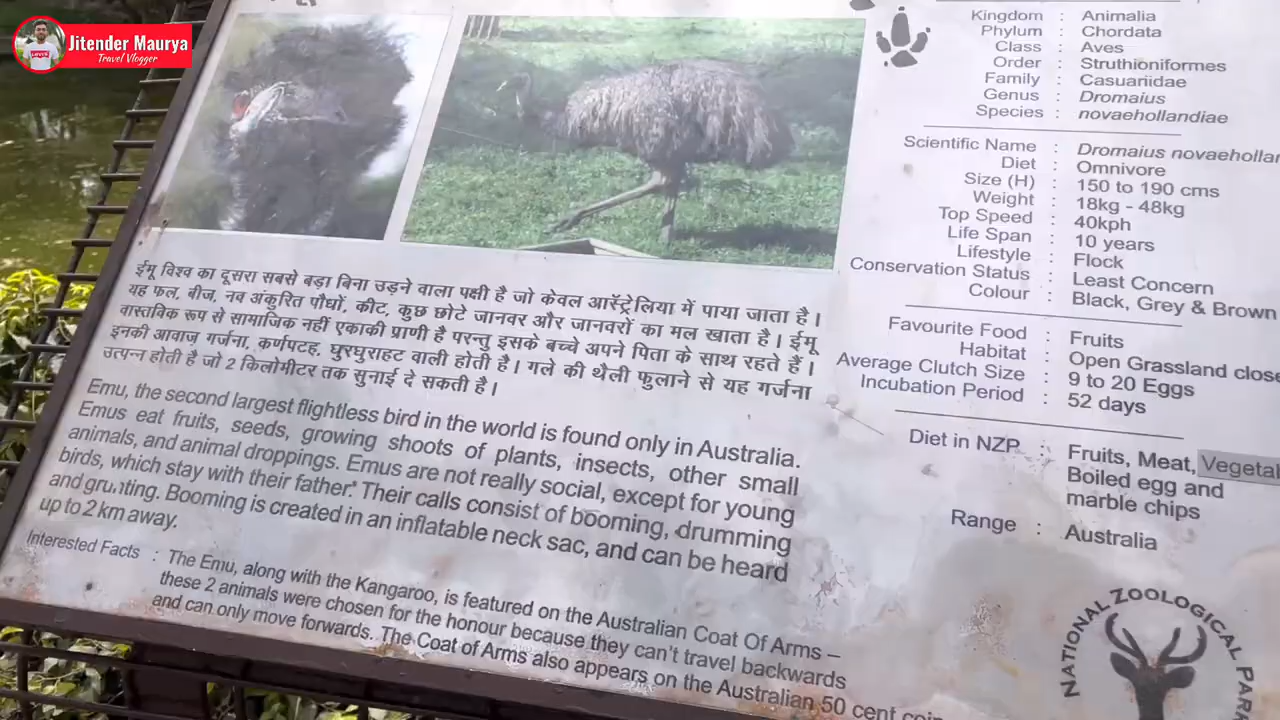 Jitender Maurya
Travel Vlogger
Kingdom : Animalia
Phylum : Chordata
Class : Aves
Order : Struthioniformes
Family : Casuariidae
Genus : Dromaius
Species : novaehollandiae
Scientific Name : Dromaius novaehollan
Diet : Omnivore
Size (H) : 150 to 190 cms
Weight : 18kg - 48kg
Top Speed : 40kph
Life Span : 10 years
Lifestyle : Flock
Conservation Status : Least Concern
Colour : Black, Grey & Brown
Favourite Food : Fruits
Habitat : Open Grassland close
Average Clutch Size : 9 to 20 Eggs
Incubation Period : 52 days
Diet in NZP : Fruits, Meat, Vegetal
Boiled egg and
marble chips
Range : Australia
ईमू विश्व का दूसरा सबसे बड़ा बिना उड़ने वाला पक्षी है जो केवल आस्ट्रेलिया में पाया जाता है।
यह फल, बीज, नव अंकुरित पौधों, कीट, कुछ छोटे जानवर और जानवरों का मल खाता है। ईमू
वास्तविक रूप से सामाजिक नहीं एकाकी प्राणी है परन्तु इसके बच्चे अपने पिता के साथ रहते हैं।
इनकी आवाज़ गर्जना, कर्णपटह, घुरघुराहट वाली होती है। गले की थैली फुलाने से यह गर्जना
उत्पन्न होती है जो 2 किलोमीटर तक सुनाई दे सकती है।
Emu, the second largest flightless bird in the world is found only in Australia.
Emus eat fruits, seeds, growing shoots of plants, insects, other small
animals, and animal droppings. Emus are not really social, except for young
birds, which stay with their father. Their calls consist of booming, drumming
and grunting. Booming is created in an inflatable neck sac, and can be heard
up to 2 km away.
Interested Facts : The Emu, along with the Kangaroo, is featured on the Australian Coat Of Arms –
these 2 animals were chosen for the honour because they can't travel backwards
and can only move forwards. The Coat of Arms also appears on the Australian 50 cent coin
NATIONAL ZOOLOGICAL PARK